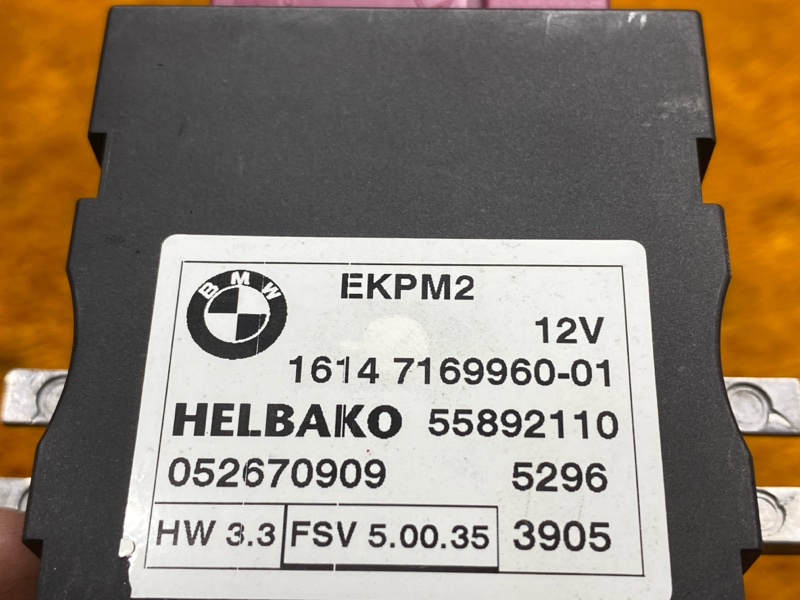 BMW EKPM2
12V
1614 7169960-01
HELBAKO 55892110
052670909 5296
HW 3.3 FSV 5.00.35 3905